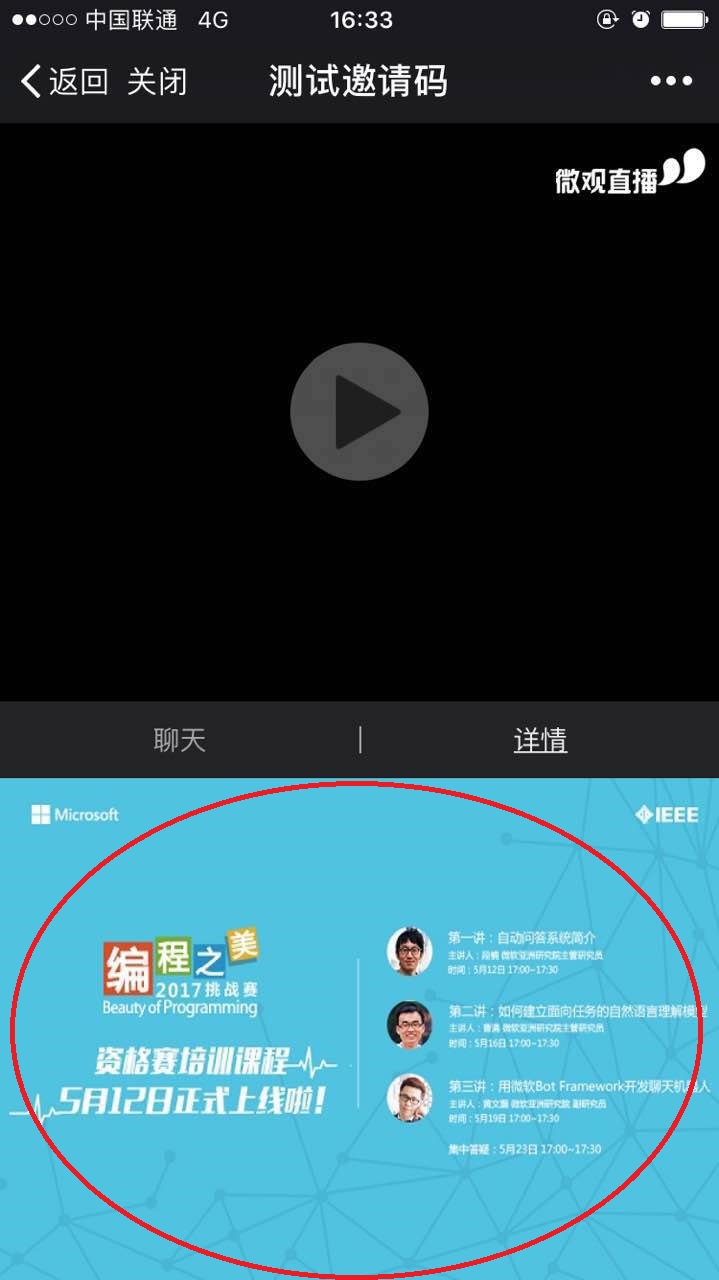 中国联通 4G 16:33
返回 关闭 测试邀请码
微观直播
聊天 | 详情
Microsoft
IEEE
编程之美
2017挑战赛
Beauty of Programming
资格赛培训课程
5月12日正式上线啦！
第一讲：自动问答系统简介
主讲人：段楠 微软亚洲研究院主管研究员
时间：5月12日 17:00~17:30
第二讲：如何建立面向任务的自然语言理解模型
主讲人：曹涌 微软亚洲研究院主管研究员
时间：5月16日 17:00~17:30
第三讲：用微软Bot Framework开发聊天机器人
主讲人：黄文灏 微软亚洲研究院 副研究员
时间：5月19日 17:00~17:30
集中答疑：5月23日 17:00~17:30